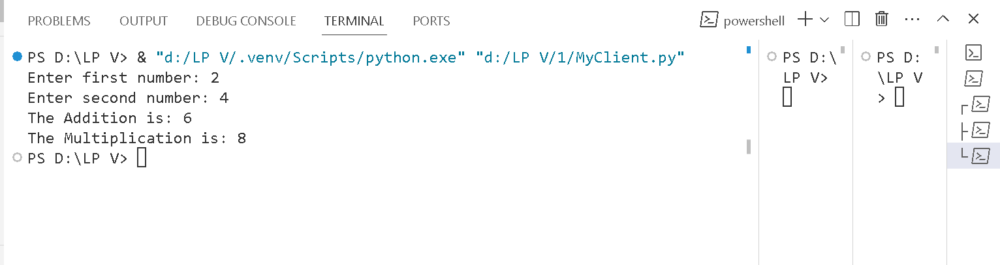 PROBLEMS OUTPUT DEBUG CONSOLE TERMINAL PORTS powershell
PS D:\LP V> & "d:/LP V/.venv/Scripts/python.exe" "d:/LP V/1/MyClient.py"
Enter first number: 2
Enter second number: 4
The Addition is: 6
The Multiplication is: 8
PS D:\LP V>
PS D:\
LP V>
PS D:
\LP V
>